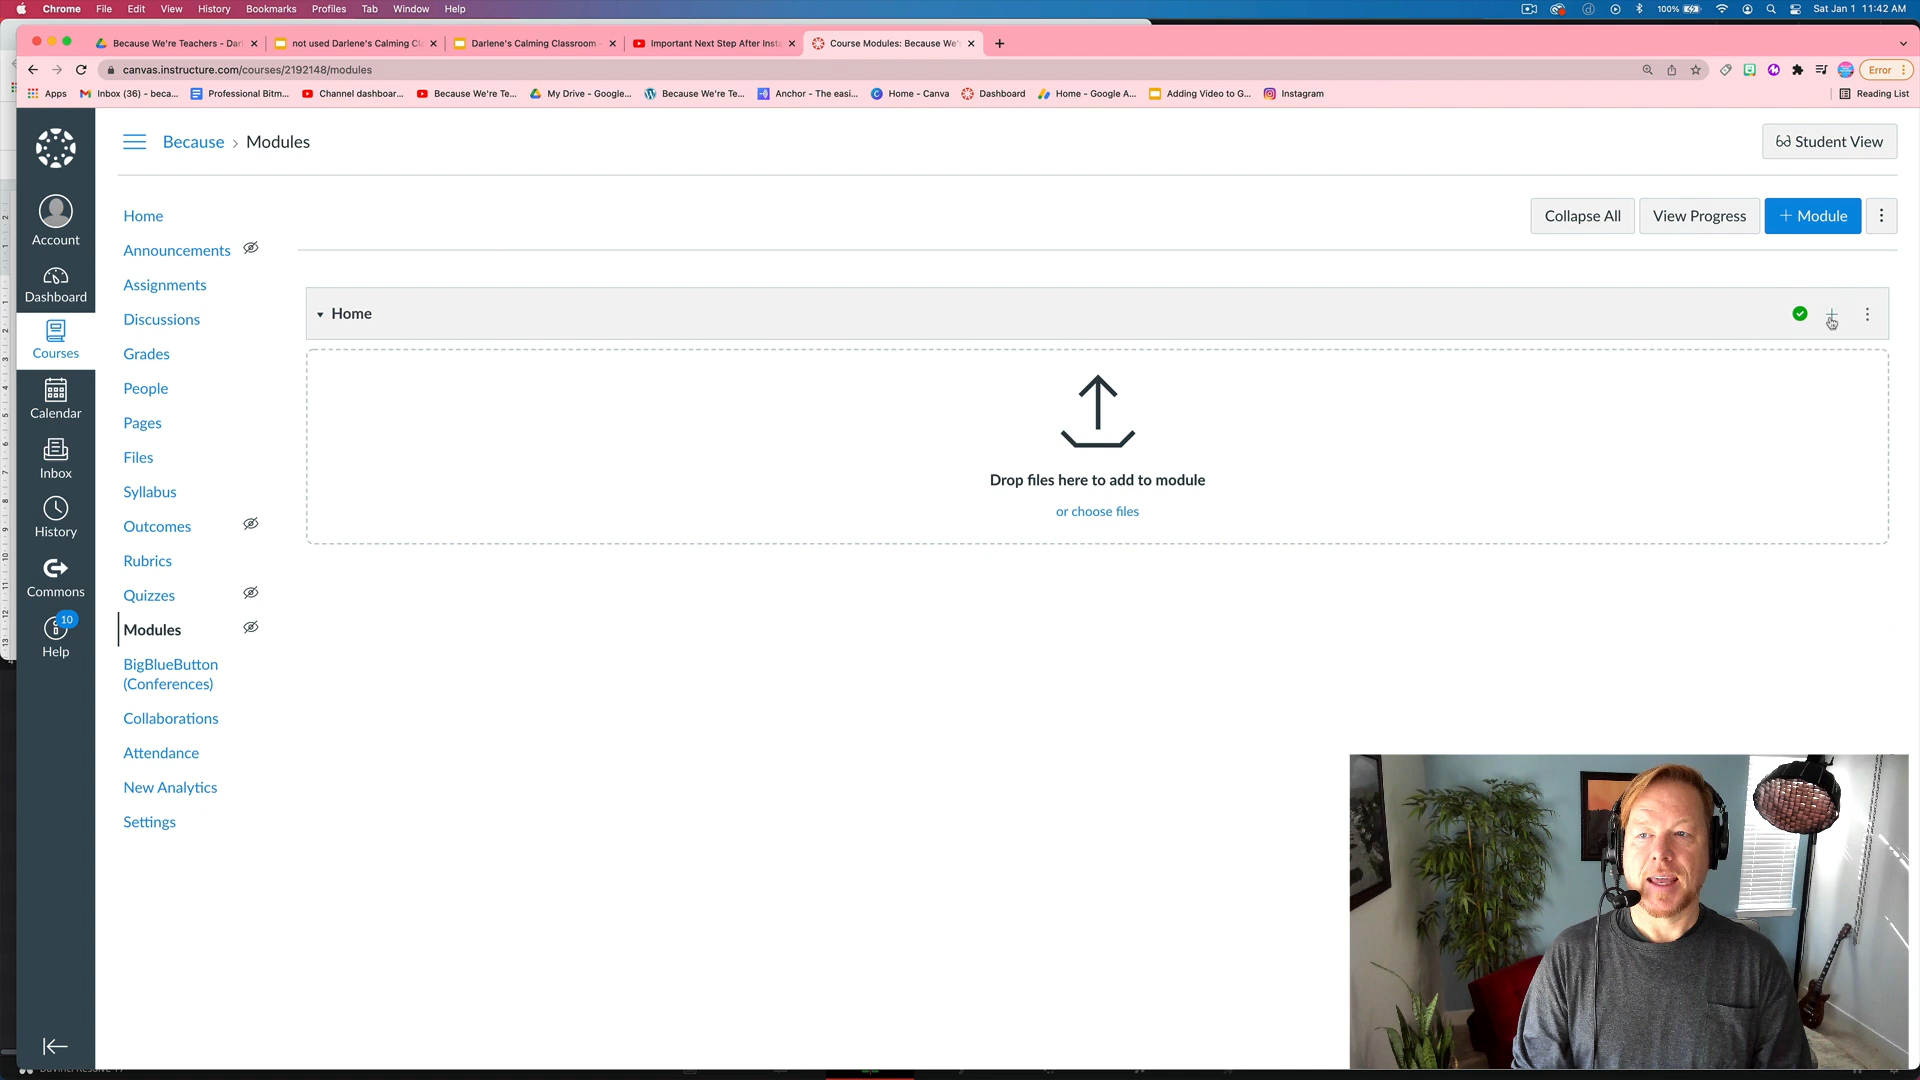 Chrome File Edit View History Bookmarks Profiles Tab Window Help 100% Sat Jan 1 11:42 AM
Because We're Teachers - Dar not used Darlene's Calming Cl Darlene's Calming Classroom Important Next Step After Insta Course Modules: Because We'
canvas.instructure.com/courses/2192148/modules Error
Apps Inbox (36) - beca... Professional Bitm... Channel dashboar... Because We're Te... My Drive - Google... Because We're Te... Anchor - The easi... Home - Canva Dashboard Home - Google A... Adding Video to G... Instagram Reading List
Because › Modules
Student View
Account
Dashboard
Courses
Calendar
Inbox
History
Commons
10
Help
Home
Announcements
Assignments
Discussions
Grades
People
Pages
Files
Syllabus
Outcomes
Rubrics
Quizzes
Modules
BigBlueButton
(Conferences)
Collaborations
Attendance
New Analytics
Settings
Collapse All View Progress + Module
Home
Drop files here to add to module
or choose files